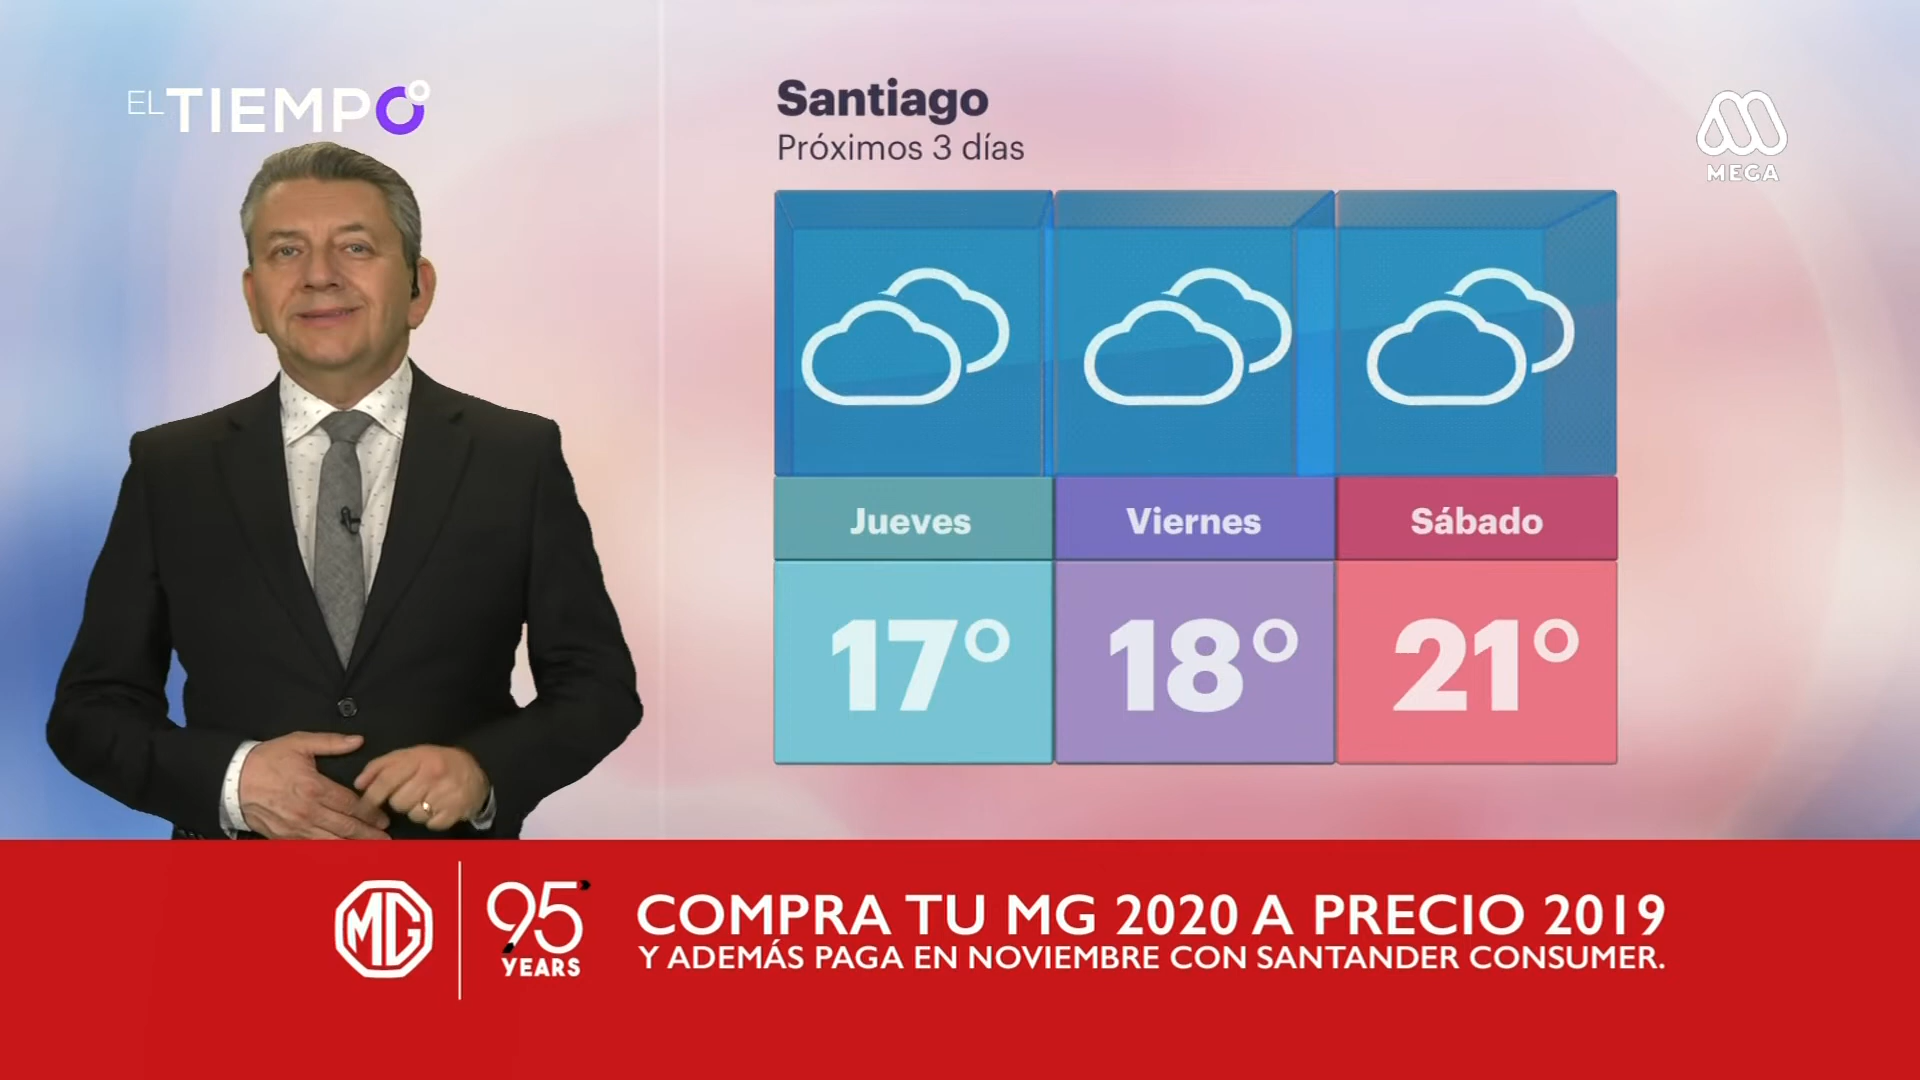 EL TIEMPO
Santiago
Próximos 3 días
MEGA
Jueves
Viernes
Sábado
17°
18°
21°
MG
95
YEARS
COMPRA TU MG 2020 A PRECIO 2019
Y ADEMÁS PAGA EN NOVIEMBRE CON SANTANDER CONSUMER.